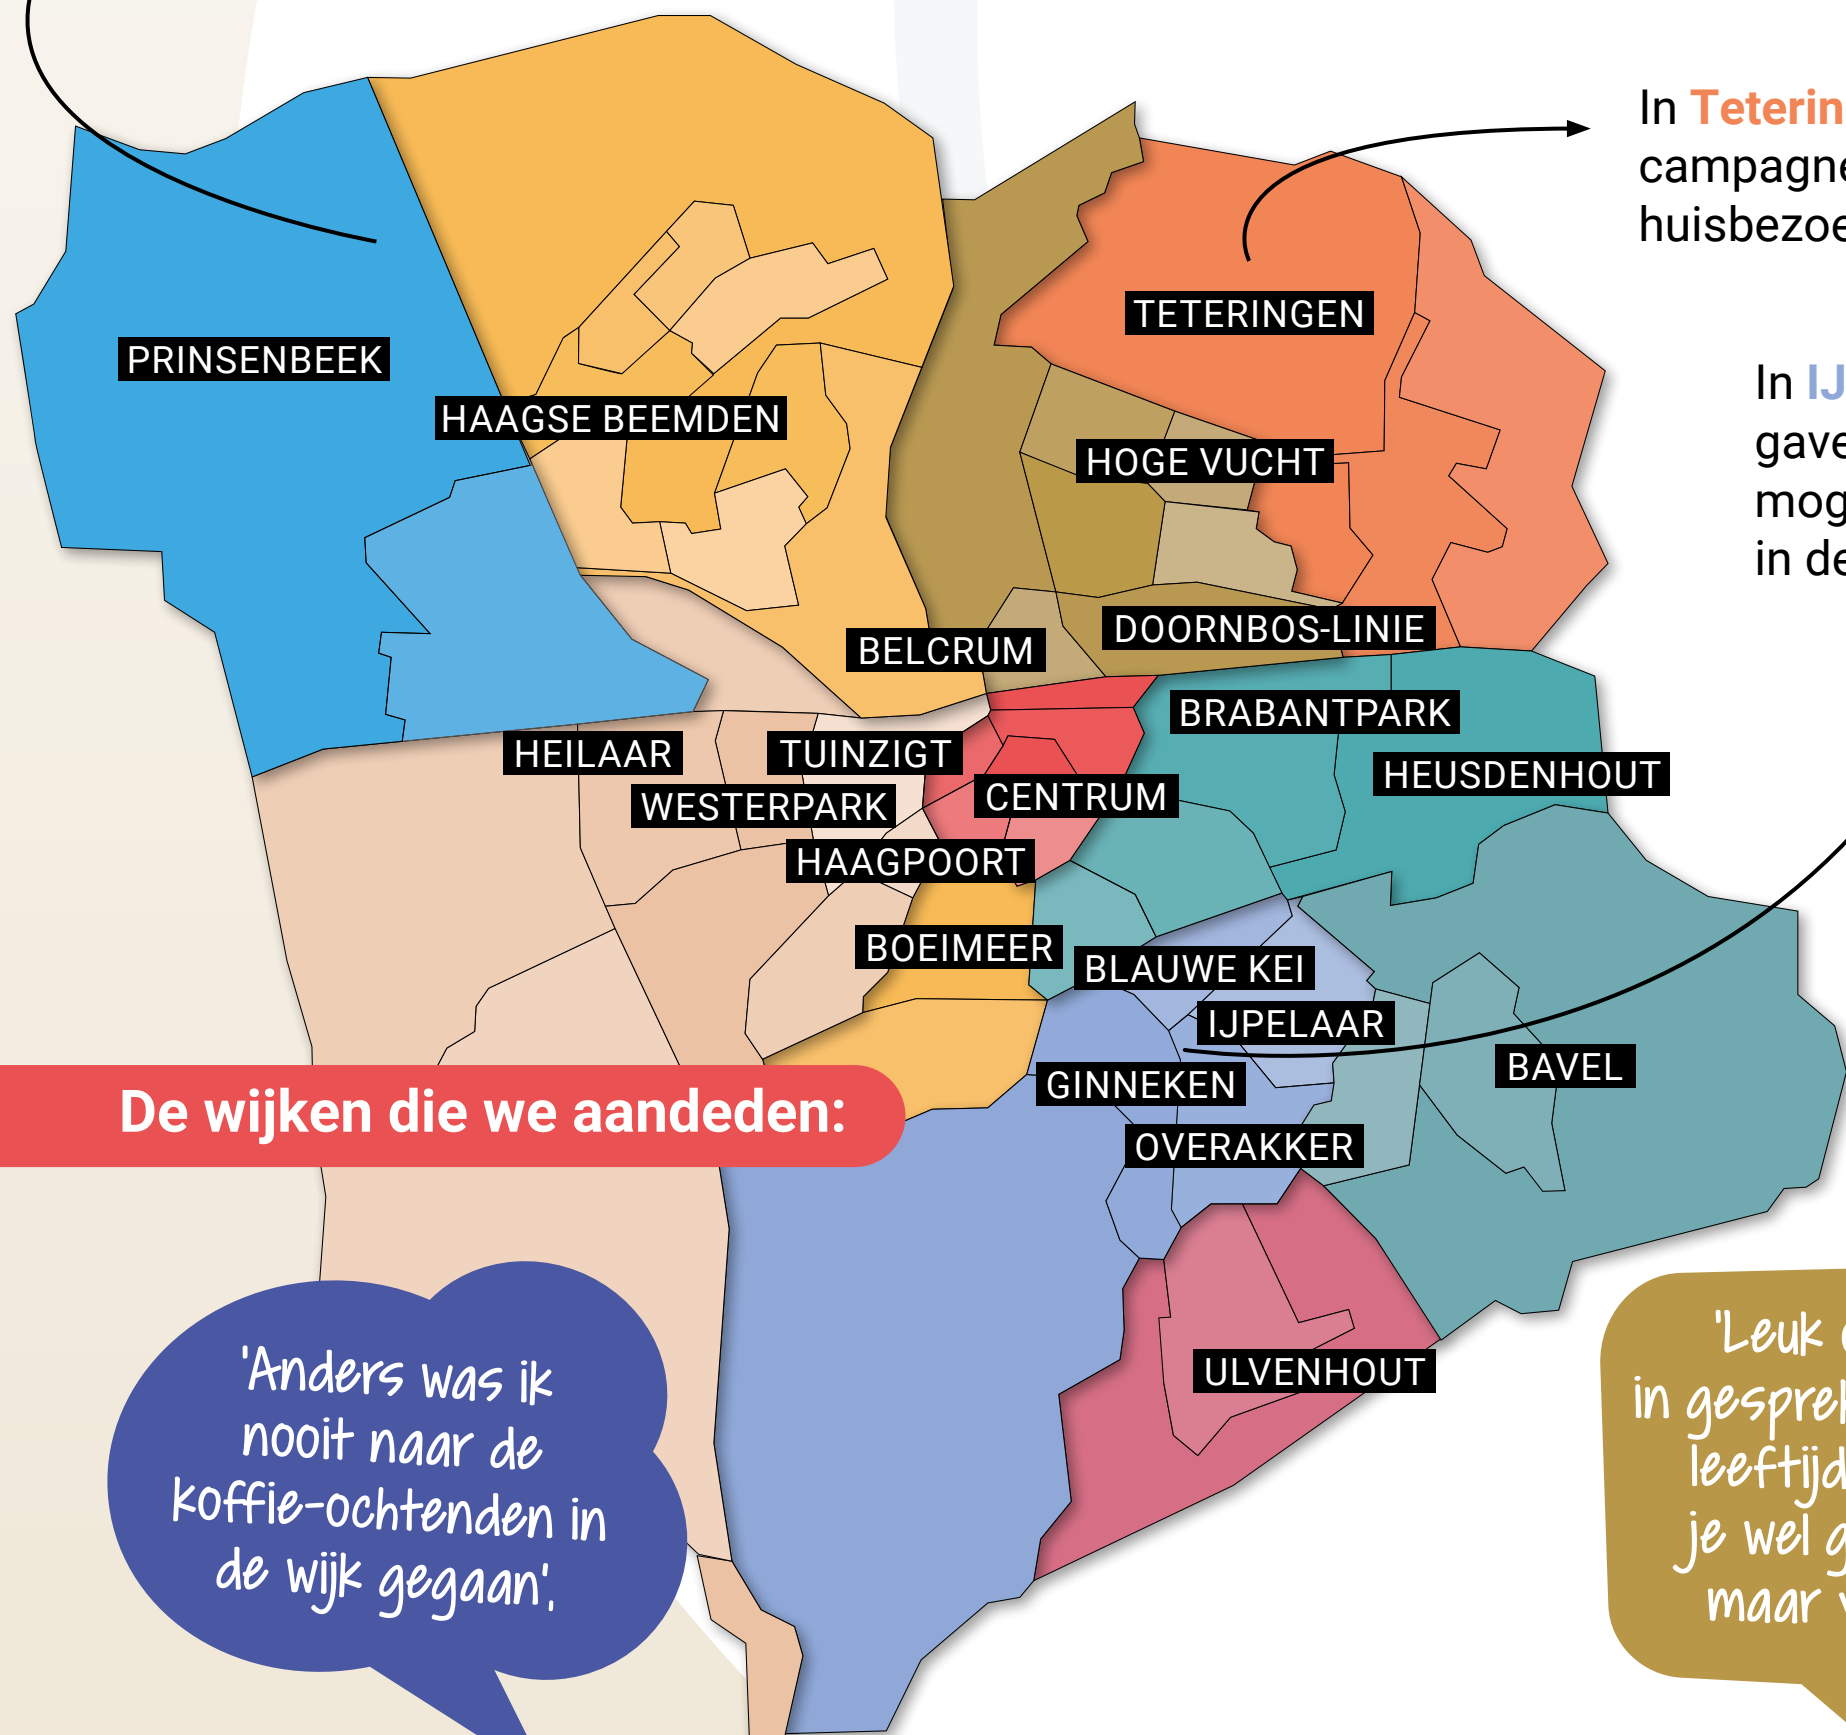 In
campagne
huisbezoe
TETERINGEN
PRINSENBEEK
In IJ
gave
mog
in de
HAAGSE BEEMDEN
HOGE VUCHT
DOORNBOS-LINIE
BELCRUM
BRABANTPARK
HEILAAR
TUINZIGT
HEUSDENHOUT
CENTRUM
WESTERPARK
HAAGPOORT
BOEIMEER
BLAUWE KEI
IJPELAAR
BAVEL
GINNEKEN
De wijken die we aandeden:
OVERAKKER
ULVENHOUT
'Anders was ik
nooit naar de
koffie-ochtenden in
de wijk gegaan'.
'Leuk
in gesprek
leeftijd
je wel g
maar